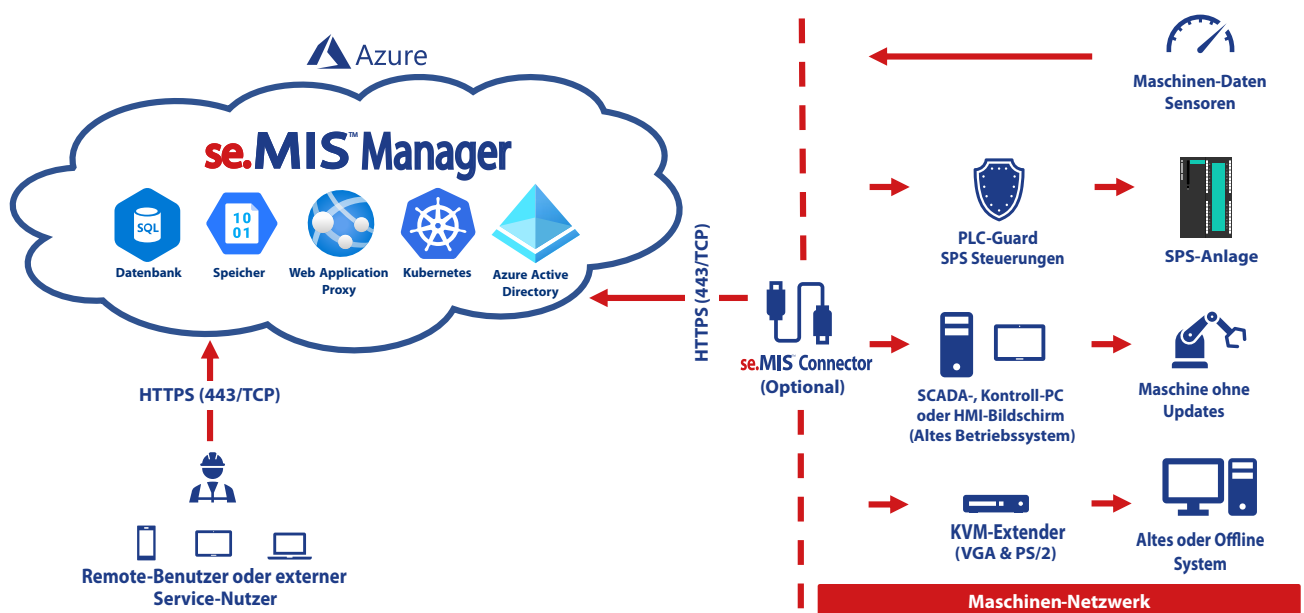 Azure
se.MIS™ Manager
SQL
10
01
Datenbank
Speicher
Web Application
Proxy
Kubernetes
Azure Active
Directory
HTTPS (443/TCP)
Remote-Benutzer oder externer
Service-Nutzer
HTTPS (443/TCP)
se.MIS™ Connector
(Optional)
Maschinen-Daten
Sensoren
PLC-Guard
SPS Steuerungen
SPS-Anlage
SCADA-, Kontroll-PC
oder HMI-Bildschirm
(Altes Betriebssystem)
Maschine ohne
Updates
KVM-Extender
(VGA & PS/2)
Altes oder Offline
System
Maschinen-Netzwerk